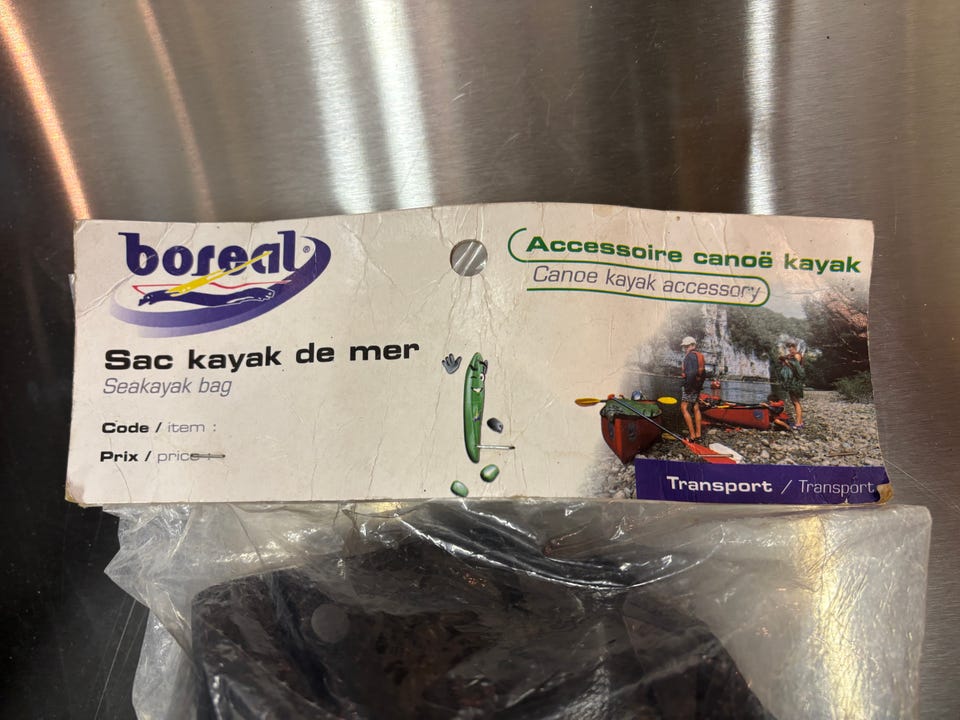 boreal®
Sac kayak de mer
Seakayak bag
Code / item :
Prix / price :
Accessoire canoë kayak
Canoe kayak accessory
Transport / Transport